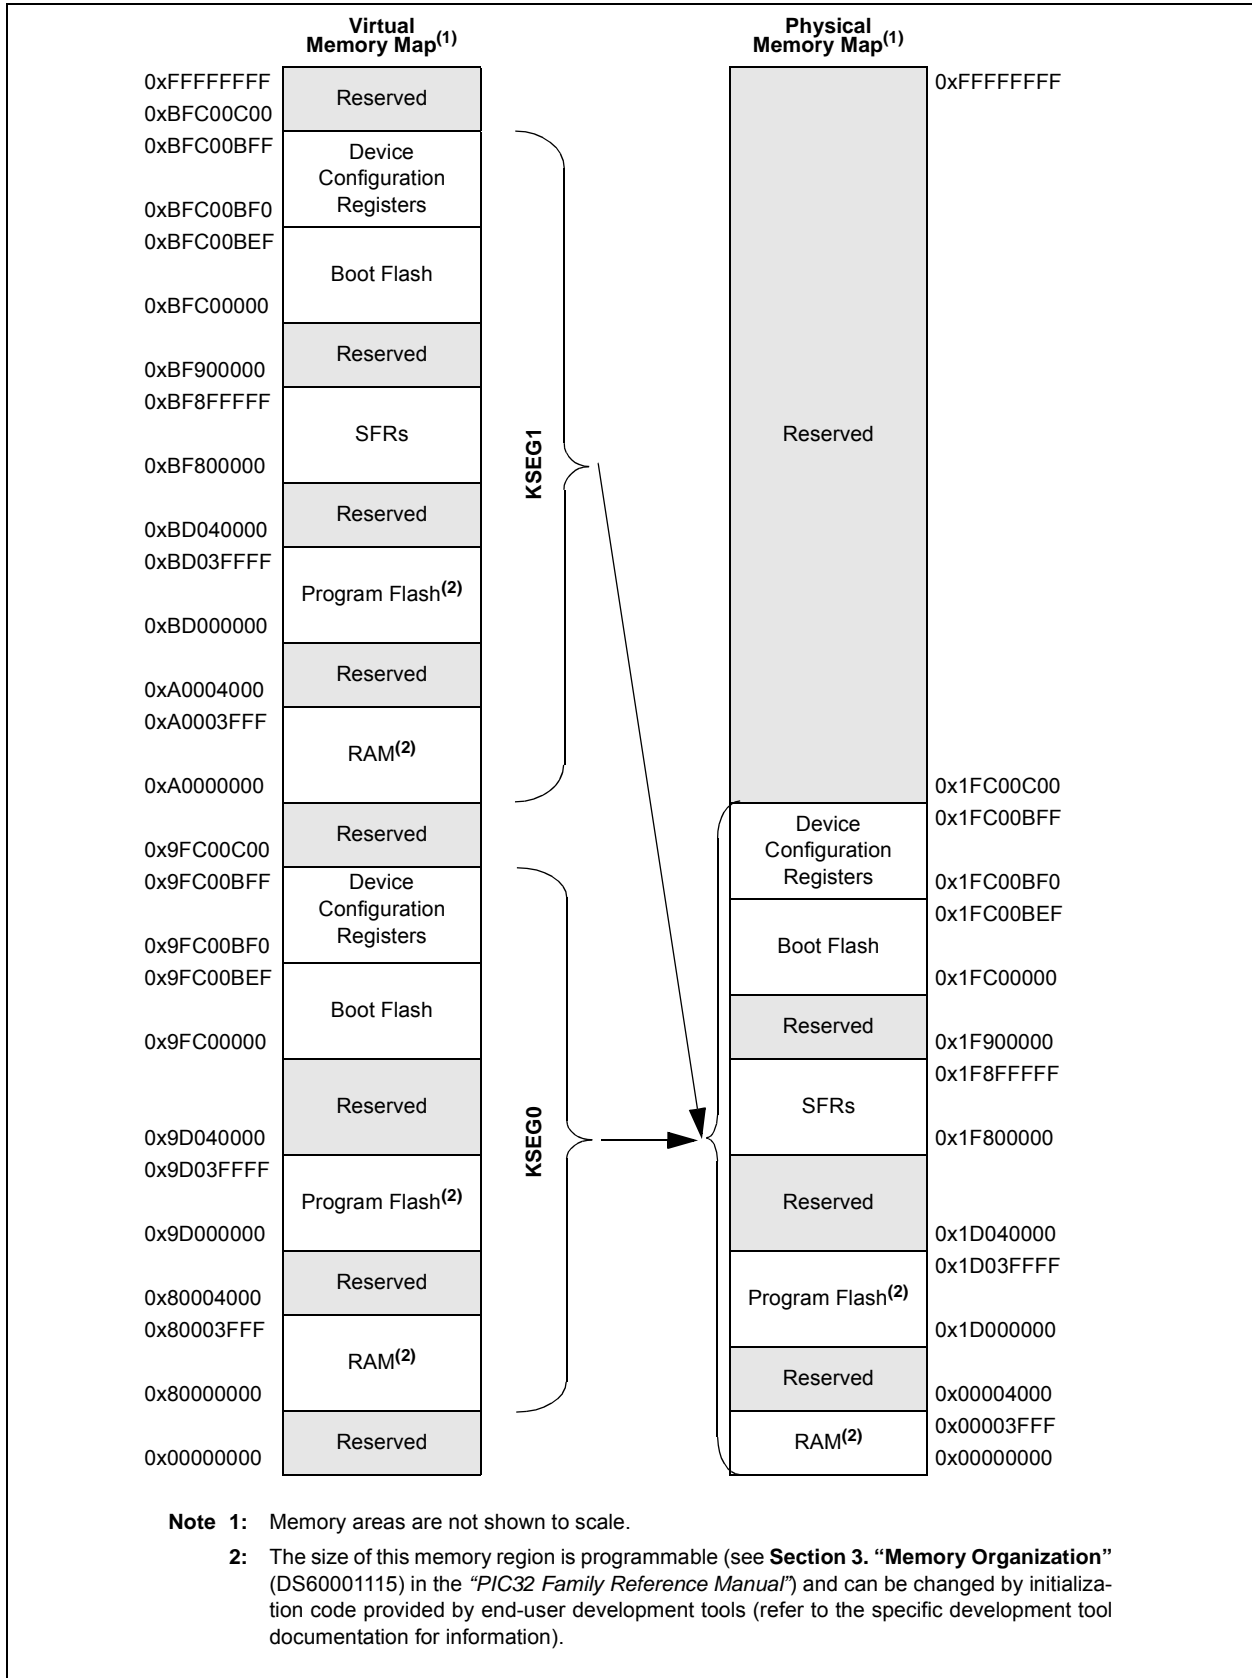 Virtual
Memory Map(1)
0xFFFFFFFF
Reserved
0xBFC00C00
0xBFC00BFF
Device
Configuration
Registers
0xBFC00BF0
0xBFC00BEF
Boot Flash
0xBFC00000
Reserved
0xBF900000
0xBF8FFFFF
SFRs
0xBF800000
Reserved
0xBD040000
0xBD03FFFF
Program Flash(2)
0xBD000000
Reserved
0xA0004000
0xA0003FFF
RAM(2)
0xA0000000
Reserved
0x9FC00C00
0x9FC00BFF
Device
Configuration
Registers
0x9FC00BF0
0x9FC00BEF
Boot Flash
0x9FC00000
Reserved
0x9D040000
0x9D03FFFF
Program Flash(2)
0x9D000000
Reserved
0x80004000
0x80003FFF
RAM(2)
0x80000000
Reserved
0x00000000
KSEG1
KSEG0
Physical
Memory Map(1)
0xFFFFFFFF
Reserved
0x1FC00C00
0x1FC00BFF
Device
Configuration
Registers
0x1FC00BF0
0x1FC00BEF
Boot Flash
0x1FC00000
Reserved
0x1F900000
0x1F8FFFFF
SFRs
0x1F800000
Reserved
0x1D040000
0x1D03FFFF
Program Flash(2)
0x1D000000
Reserved
0x00004000
0x00003FFF
RAM(2)
0x00000000
Note 1: Memory areas are not shown to scale.
2: The size of this memory region is programmable (see Section 3. “Memory Organization”
(DS60001115) in the “PIC32 Family Reference Manual”) and can be changed by initializa-
tion code provided by end-user development tools (refer to the specific development tool
documentation for information).